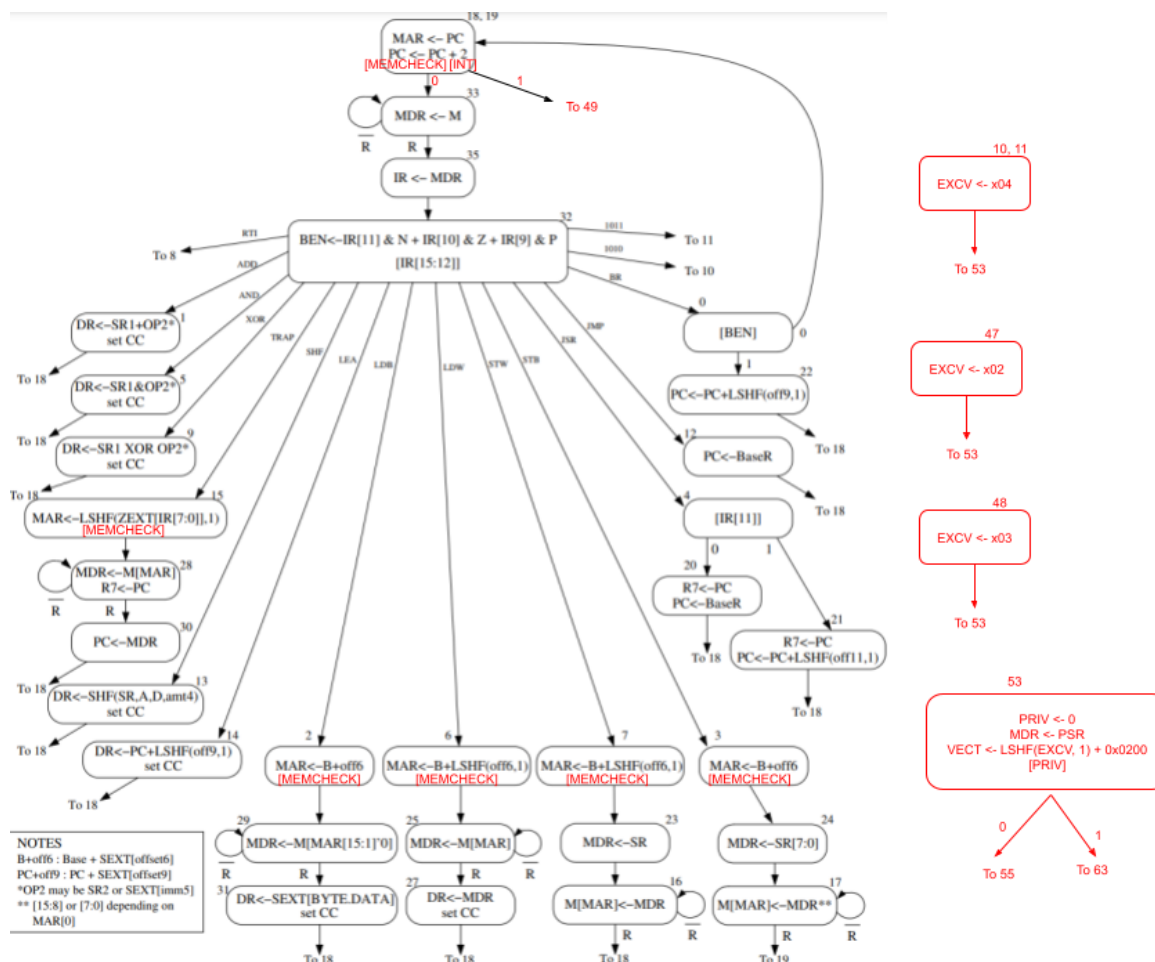 18, 19
MAR <- PC
PC <- PC + 2
[MEMCHECK] [INT]
0
1
To 49
33
MDR <- M
R
R
35
IR <- MDR
32
BEN<-IR[11] & N + IR[10] & Z + IR[9] & P
[IR[15:12]]
RTI
To 8
1011
To 11
1010
To 10
ADD
AND
XOR
TRAP
SHF
LEA
LDB
LDW
STW
STB
JSR
JMP
BR
1
DR<-SR1+OP2*
set CC
To 18
5
DR<-SR1&OP2*
set CC
To 18
9
DR<-SR1 XOR OP2*
set CC
To 18
15
MAR<-LSHF(ZEXT[IR[7:0]],1)
[MEMCHECK]
28
MDR<-M[MAR]
R7<-PC
R
R
30
PC<-MDR
To 18
13
DR<-SHF(SR,A,D,amt4)
set CC
To 18
14
DR<-PC+LSHF(off9,1)
set CC
To 18
0
[BEN]
0
1
22
PC<-PC+LSHF(off9,1)
To 18
12
PC<-BaseR
To 18
4
[IR[11]]
0
1
20
R7<-PC
PC<-BaseR
To 18
21
R7<-PC
PC<-PC+LSHF(off11,1)
To 18
2
MAR<-B+off6
[MEMCHECK]
29
MDR<-M[MAR[15:1]'0]
R
R
31
DR<-SEXT[BYTE.DATA]
set CC
To 18
6
MAR<-B+LSHF(off6,1)
[MEMCHECK]
25
MDR<-M[MAR]
R
R
27
DR<-MDR
set CC
To 18
7
MAR<-B+LSHF(off6,1)
[MEMCHECK]
23
MDR<-SR
16
M[MAR]<-MDR
R
R
To 18
3
MAR<-B+off6
[MEMCHECK]
24
MDR<-SR[7:0]
17
M[MAR]<-MDR**
R
R
To 19
NOTES
B+off6 : Base + SEXT[offset6]
PC+off9 : PC + SEXT[offset9]
*OP2 may be SR2 or SEXT[imm5]
** [15:8] or [7:0] depending on
MAR[0]
10, 11
EXCV <- x04
To 53
47
EXCV <- x02
To 53
48
EXCV <- x03
To 53
53
PRIV <- 0
MDR <- PSR
VECT <- LSHF(EXCV, 1) + 0x0200
[PRIV]
0
1
To 55
To 63